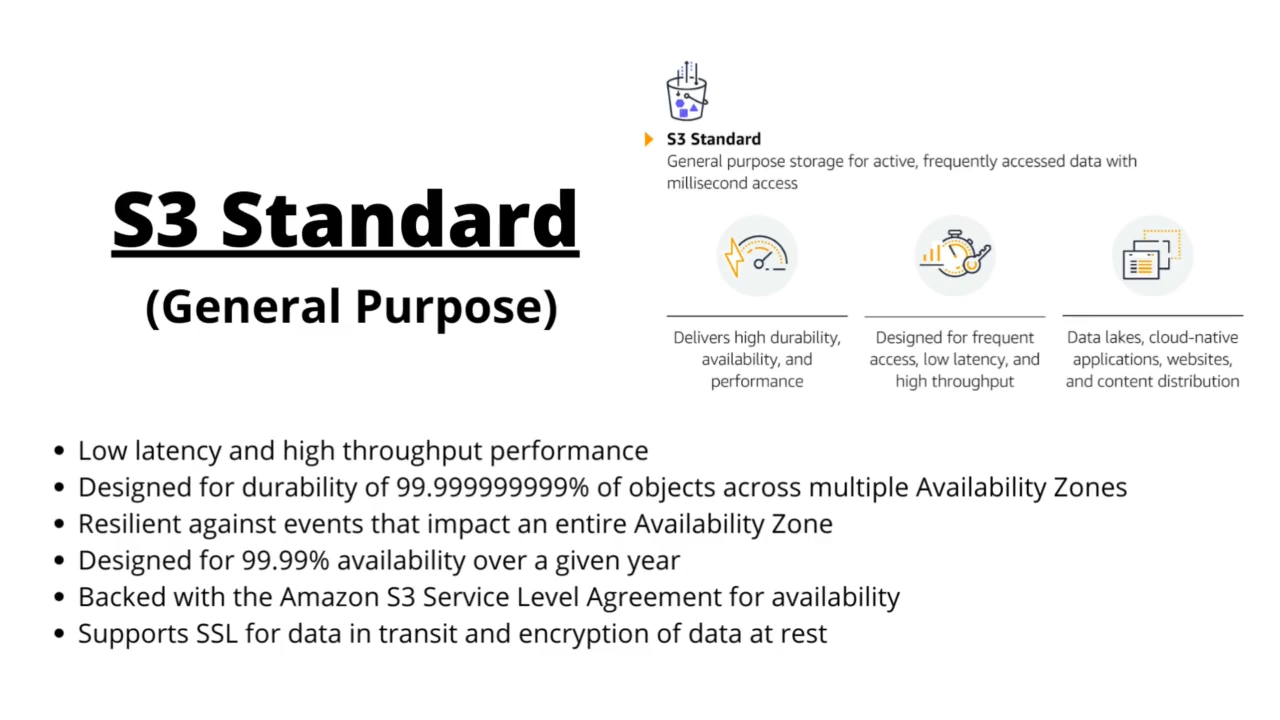 S3 Standard
(General Purpose)
S3 Standard
General purpose storage for active, frequently accessed data with
millisecond access
Delivers high durability,
availability, and
performance
Designed for frequent
access, low latency, and
high throughput
Data lakes, cloud-native
applications, websites,
and content distribution
• Low latency and high throughput performance
• Designed for durability of 99.999999999% of objects across multiple Availability Zones
• Resilient against events that impact an entire Availability Zone
• Designed for 99.99% availability over a given year
• Backed with the Amazon S3 Service Level Agreement for availability
• Supports SSL for data in transit and encryption of data at rest